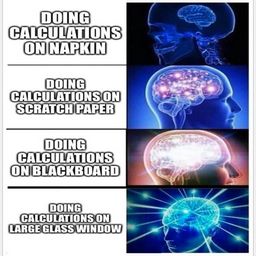 DOING
CALCULATIONS
ON NAPKIN
DOING
CALCULATIONS ON
SCRATCH PAPER
DOING
CALCULATIONS
ON BLACKBOARD
DOING
CALCULATIONS ON
LARGE GLASS WINDOW